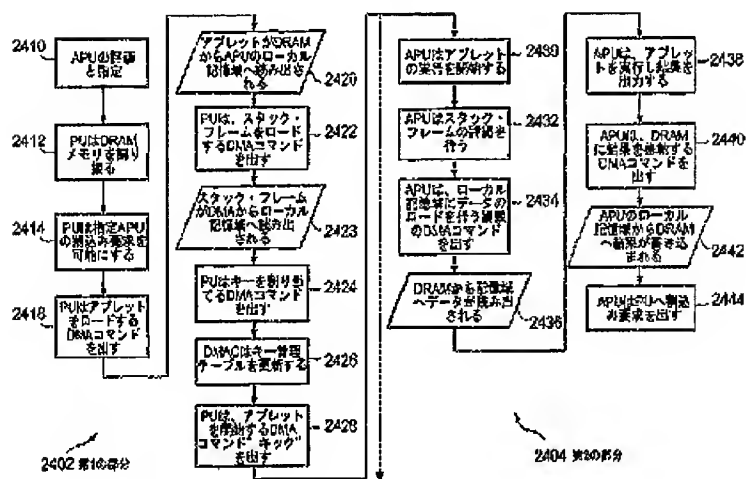 2410
APUの評価
と指定
2412
PUはDRAM
メモリを割り
振る
2414
PUは指定APU
の割込み要求を
可能にする
2418
PUはアプレット
をロードする
DMAコマンド
を出す
2402 第1の部分
アプレットがDRAM
からAPUのローカル
記憶域へ読み出さ
れる
2420
PUは、スタック・
フレームをロード
するDMAコマンド
を出す
2422
スタック・フレーム
がDMAからローカル
記憶域へ読み出
される
2423
PUはキーを割り当
てるDMAコマンド
を出す
2424
DMACはキー管理
テーブルを更新する
2426
PUは、アプレット
を開始するDMA
コマンド"キック"
を出す
2428
APUはアプレット
の実行を開始する
2430
APUはスタック・
フレームの評価を
行う
2432
APUは、ローカル
記憶域にデータの
ロードを行う複数
のDMAコマンド
を出す
2434
DRAMから記憶域
へデータが読み出
される
2436
APUは、アプレッ
トを実行し結果を
出力する
2438
APUは、DRAM
に結果を格納する
DMAコマンドを
出す
2440
APUのローカル
記憶域からDRAM
へ結果が書き込
まれる
2442
APUはPUへ割込
み要求を出す
2444
2404 第2の部分